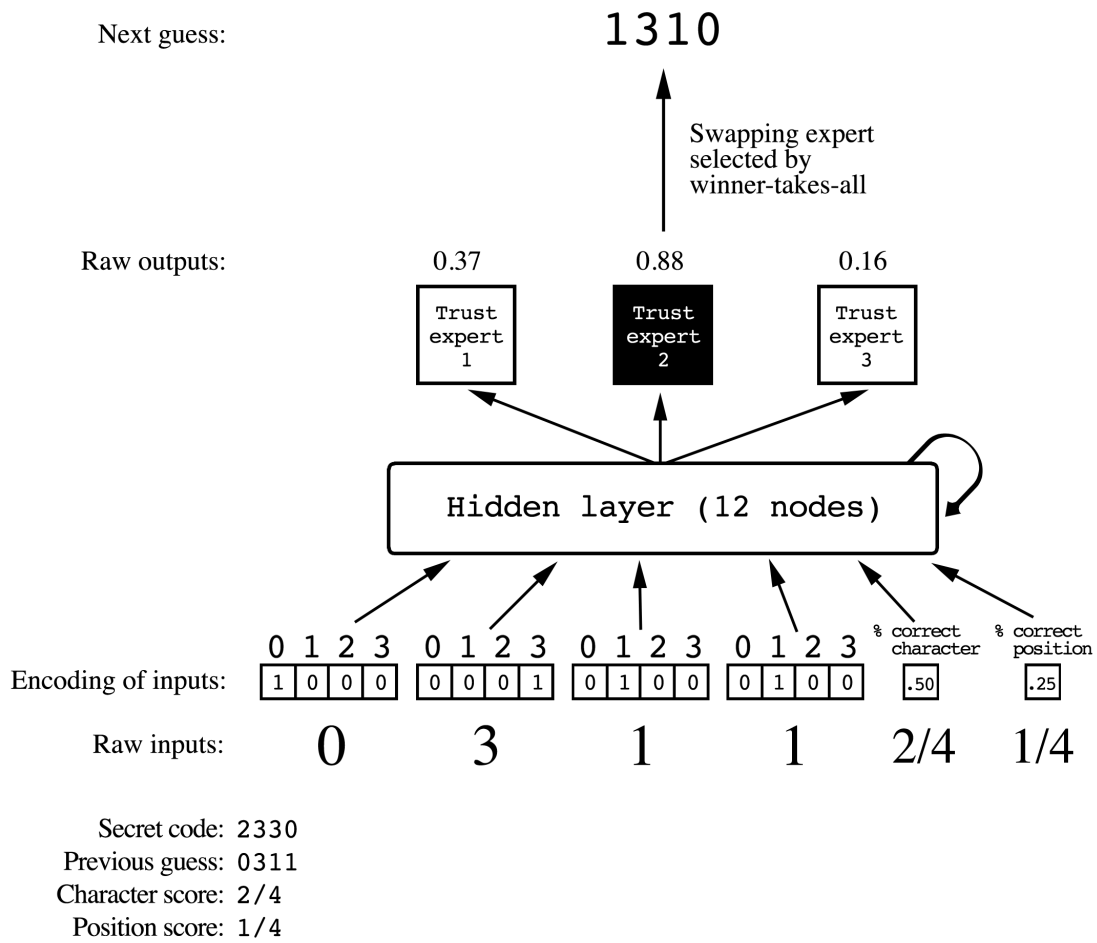 Next guess: 1310
Swapping expert
selected by
winner-takes-all
Raw outputs: 0.37 0.88 0.16
Trust expert 1
Trust expert 2
Trust expert 3
Hidden layer (12 nodes)
% correct character
% correct position
0 1 2 3 0 1 2 3 0 1 2 3 0 1 2 3
Encoding of inputs: 1 0 0 0 0 0 0 1 0 1 0 0 0 1 0 0 .50 .25
Raw inputs: 0 3 1 1 2/4 1/4
Secret code: 2330
Previous guess: 0311
Character score: 2/4
Position score: 1/4